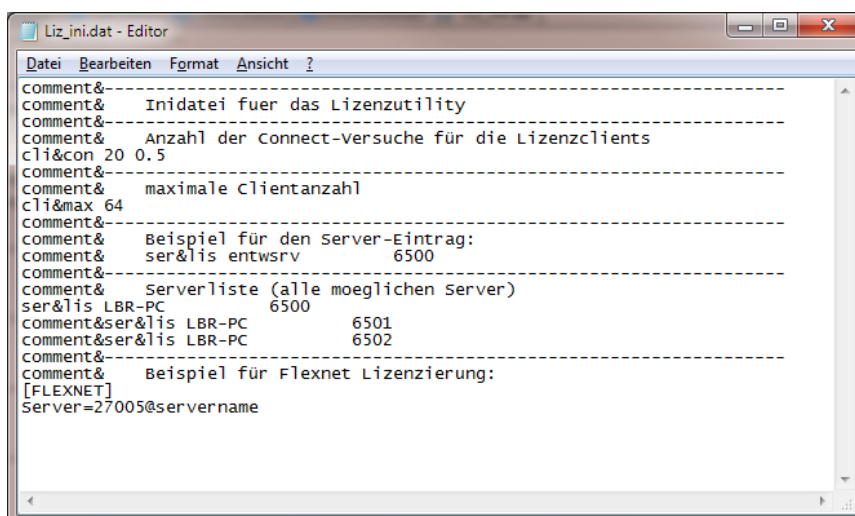 Liz_ini.dat - Editor
Datei Bearbeiten Format Ansicht ?
comment&--------------------------------------------------------------------
comment&    Inidatei fuer das Lizenzutility
comment&--------------------------------------------------------------------
comment&    Anzahl der Connect-Versuche für die Lizenzclients
cli&con 20 0.5
comment&--------------------------------------------------------------------
comment&    maximale Clientanzahl
cli&max 64
comment&--------------------------------------------------------------------
comment&    Beispiel für den Server-Eintrag:
comment&    ser&lis entwsrv         6500
comment&--------------------------------------------------------------------
comment&    Serverliste (alle moeglichen Server)
ser&lis LBR-PC          6500
comment&ser&lis LBR-PC          6501
comment&ser&lis LBR-PC          6502
comment&--------------------------------------------------------------------
comment&    Beispiel für Flexnet Lizenzierung:
[FLEXNET]
Server=27005@servername